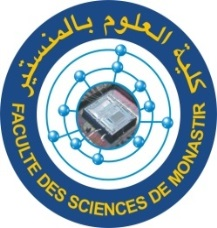 كلية العلوم بالمنستير
FACULTE DES SCIENCES DE MONASTIR